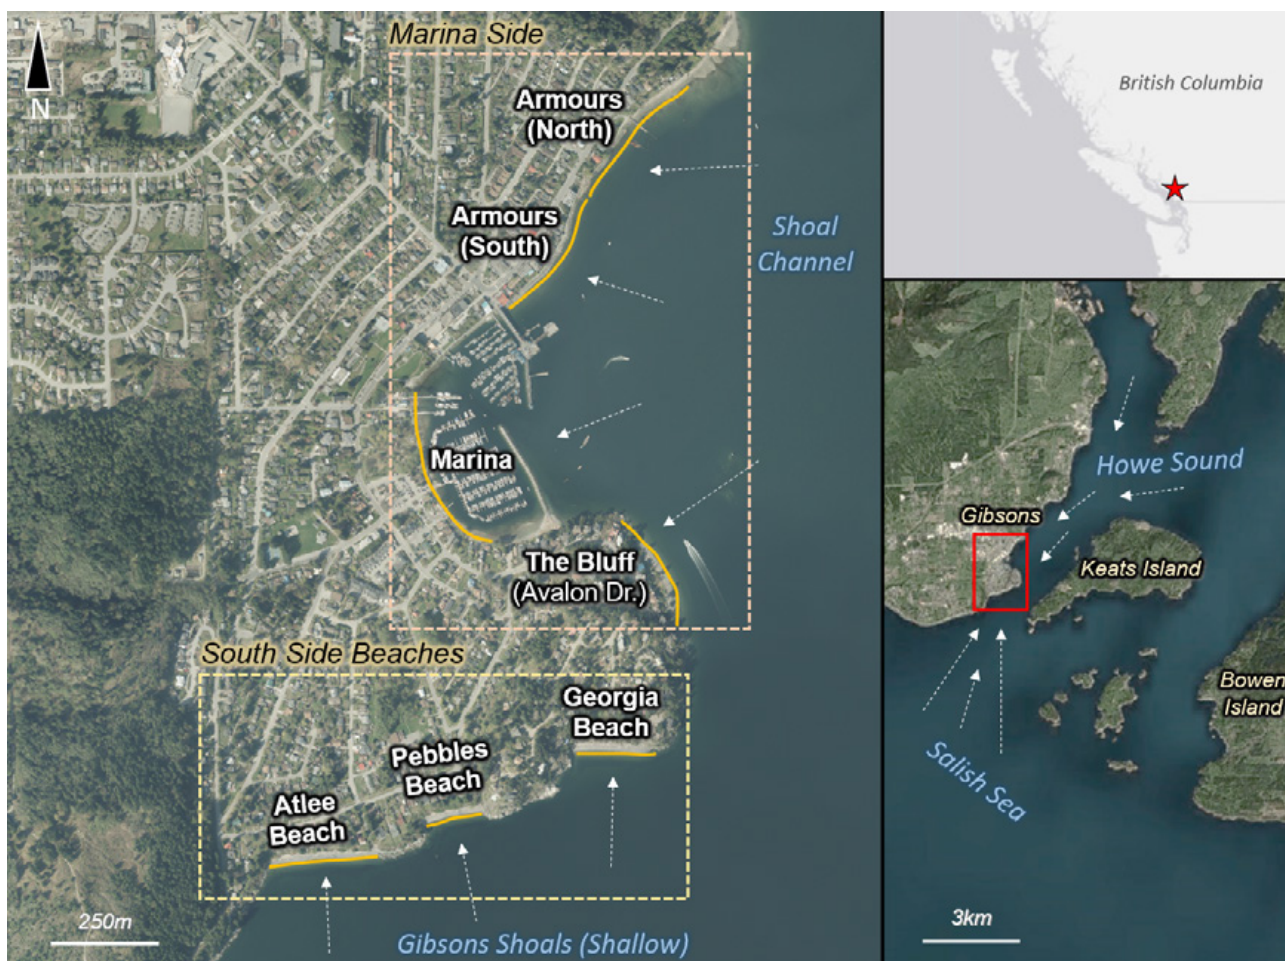 Marina Side
N
Armours
(North)
Armours
(South)
Shoal
Channel
Marina
The Bluff
(Avalon Dr.)
South Side Beaches
Georgia
Beach
Pebbles
Beach
Atlee
Beach
250m
Gibsons Shoals (Shallow)
British Columbia
Howe Sound
Gibsons
Keats Island
Bowen
Island
Salish Sea
3km